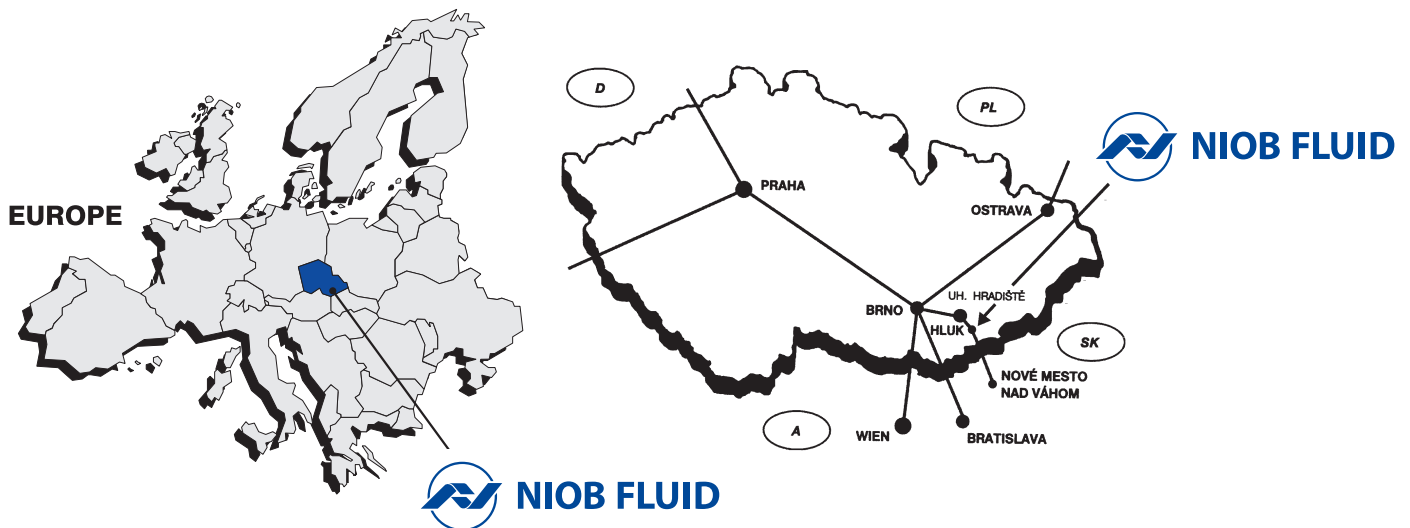 EUROPE
NIOB FLUID
D
PL
NIOB FLUID
PRAHA
OSTRAVA
UH. HRADIŠTĚ
BRNO
HLUK
SK
NOVÉ MESTO
NAD VÁHOM
A
WIEN
BRATISLAVA